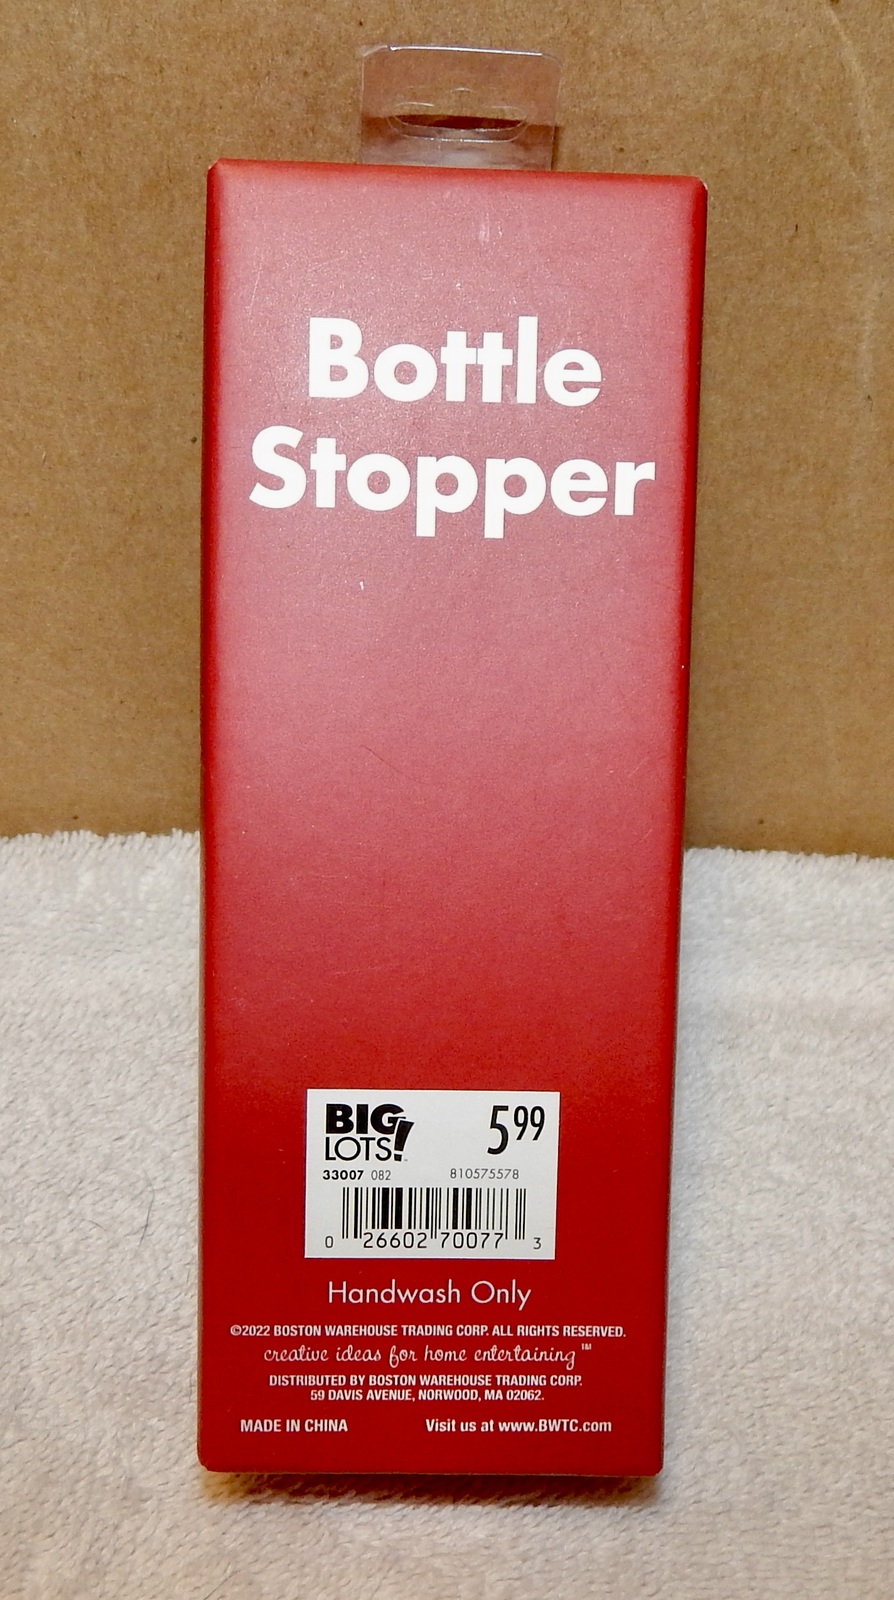 Bottle
Stopper
BIG 5⁹⁹
LOTS!
33007 082 810575578
0 26602 70077 3
Handwash Only
©2022 BOSTON WAREHOUSE TRADING CORP. ALL RIGHTS RESERVED.
creative ideas for home entertaining™
DISTRIBUTED BY BOSTON WAREHOUSE TRADING CORP.
59 DAVIS AVENUE, NORWOOD, MA 02062.
MADE IN CHINA Visit us at www.BWTC.com